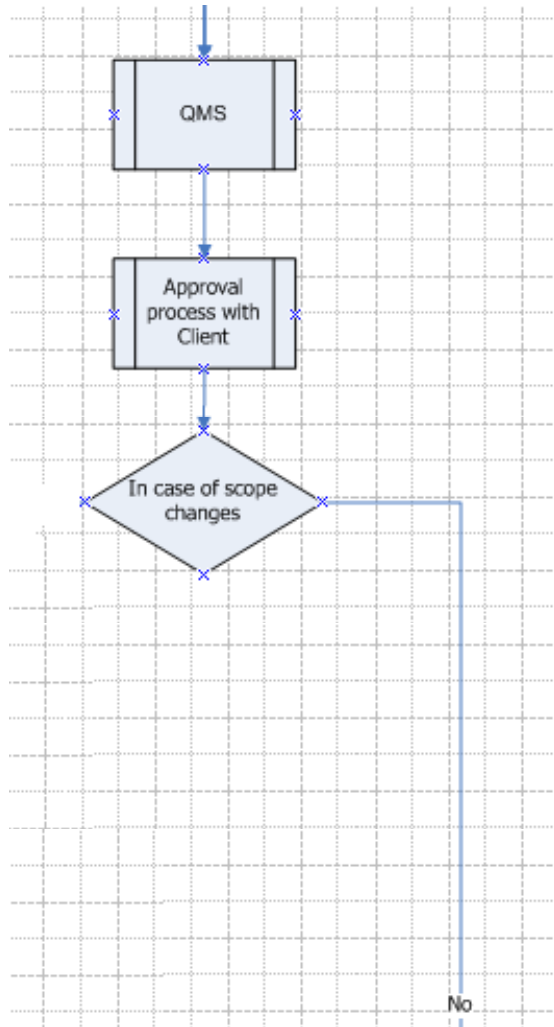 QMS
Approval
process with
Client
In case of scope
changes
No